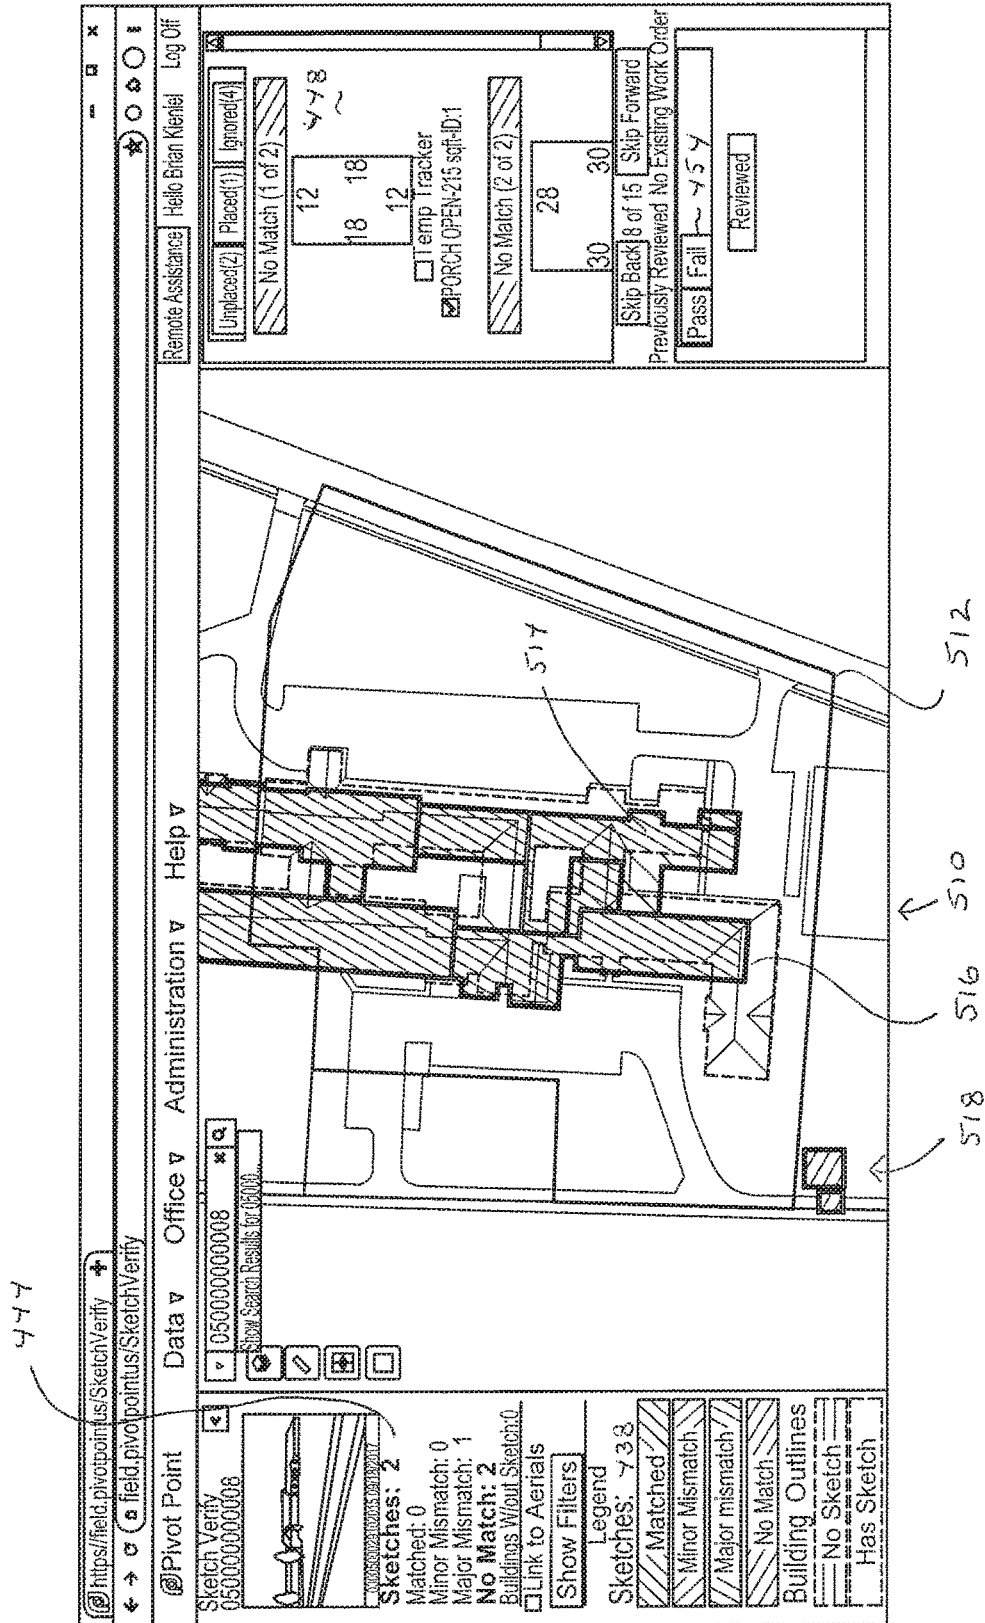 https//field.pivotpointus/SketchVerify
field.pivotpointus/SketchVerify
Pivot Point Data Office Administration Help Remote Assistance Hello Brian Kieniel Log Off
444
Sketch Verify
05000000008
Sketches: 2
Matched: 0
Minor Mismatch: 0
Major Mismatch: 1
No Match: 2
Buildings W/out Sketch:0
Link to Aerials
Show Filters
Legend
Sketches: 438
Matched
Minor Mismatch
Major mismatch
No Match
Building Outlines
No Sketch
Has Sketch
05000000008
Show Search Results for 05000...
514
512
510
516
518
Unplaced(2) Placed(1) Ignored(4)
No Match (1 of 2)
448
12
18 18
12
Temp Tracker
PORCH OPEN-215 sqft-ID:1
No Match (2 of 2)
28
30 30
Skip Back 8 of 15 Skip Forward
Previously Reviewed No Existing Work Order
Pass Fail 454
Reviewed